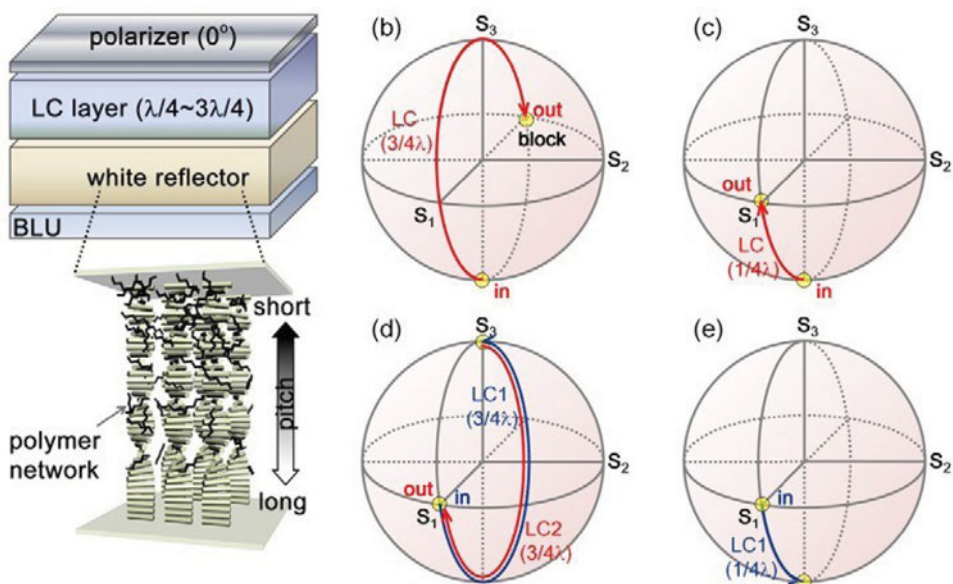 polarizer (0°)
LC layer (λ/4~3λ/4)
white reflector
BLU
short
pitch
polymer
network
long
(b)
S₃
LC
(3/4λ)
out
block
S₂
S₁
in
(c)
S₃
S₂
out
S₁
LC
(1/4λ)
in
(d)
S₃
LC1
(3/4λ)
S₂
out
in
S₁
LC2
(3/4λ)
(e)
S₃
S₂
in
S₁
LC1
(1/4λ)